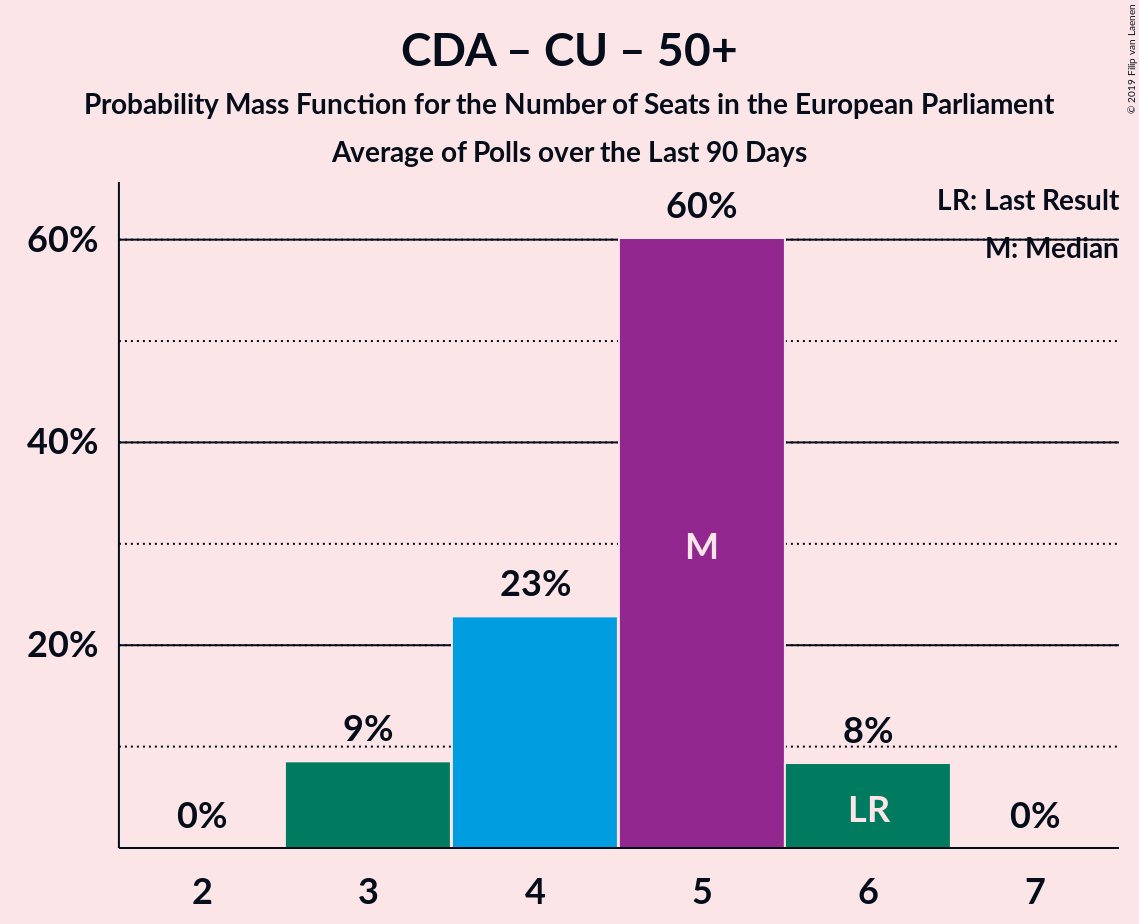 CDA – CU – 50+
Probability Mass Function for the Number of Seats in the European Parliament
Average of Polls over the Last 90 Days
© 2019 Filip van Laenen
LR: Last Result
M: Median
60%
40%
20%
0%
9%
23%
60%
8%
0%
M
LR
2 3 4 5 6 7